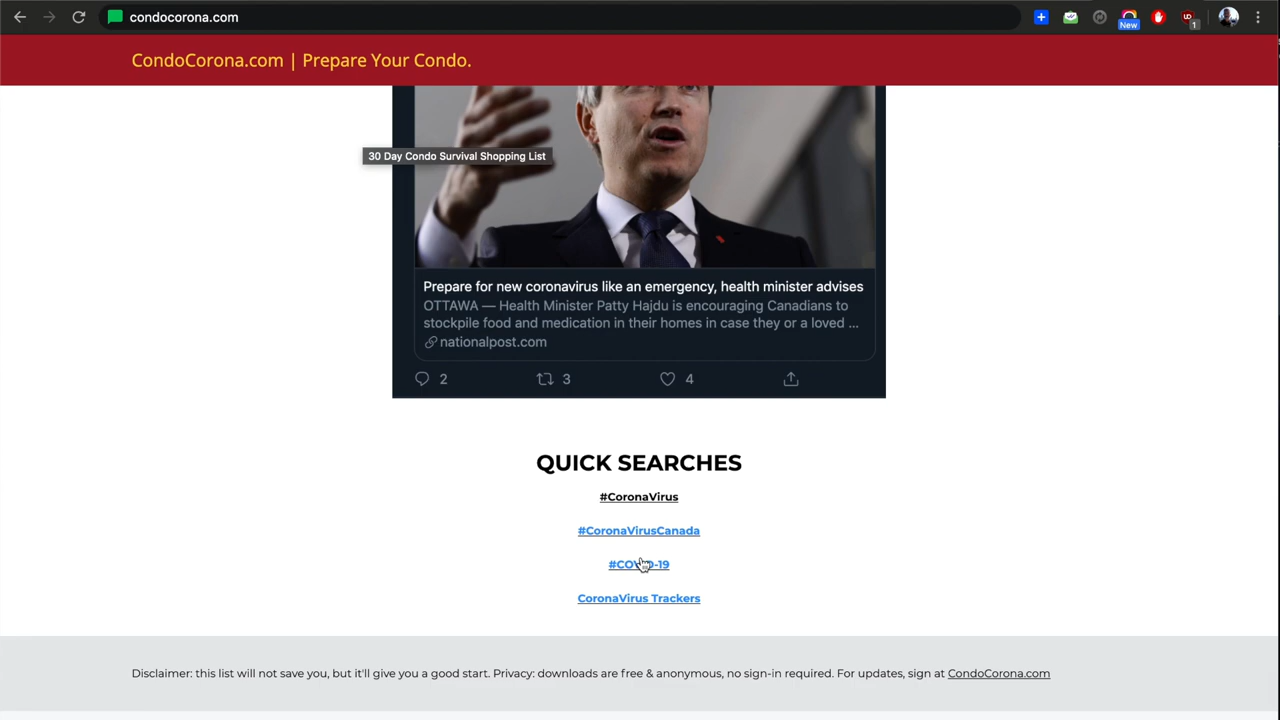 condocorona.com
New
UD
1
CondoCorona.com | Prepare Your Condo.
30 Day Condo Survival Shopping List
Prepare for new coronavirus like an emergency, health minister advises
OTTAWA — Health Minister Patty Hajdu is encouraging Canadians to
stockpile food and medication in their homes in case they or a loved ...
nationalpost.com
2 3 4
QUICK SEARCHES
#CoronaVirus
#CoronaVirusCanada
#COVID-19
CoronaVirus Trackers
Disclaimer: this list will not save you, but it'll give you a good start. Privacy: downloads are free & anonymous, no sign-in required. For updates, sign at CondoCorona.com